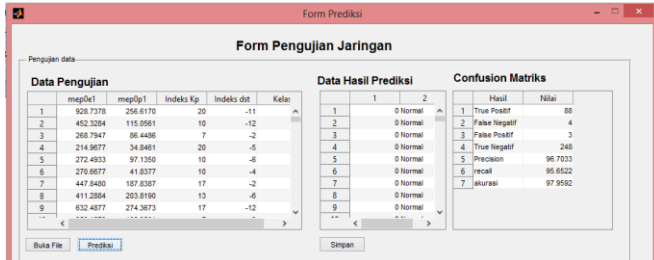 Form Prediksi
Form Pengujian Jaringan
Pengujian data
Data Pengujian
mep0e1 mep0p1 Indeks Kp Indeks dst Kelas
1 928.7378 256.6170 20 -11
2 452.3284 115.0561 10 -12
3 268.7947 86.4486 7 -2
4 214.9677 34.8461 20 -5
5 272.4933 97.1350 10 -6
6 270.6677 41.8377 10 -4
7 447.8480 187.8387 17 -2
8 411.2884 203.8190 13 -6
9 632.4877 274.3673 17 -12
Buka File Prediksi
Data Hasil Prediksi
1 2
1 0 Normal
2 0 Normal
3 0 Normal
4 0 Normal
5 0 Normal
6 0 Normal
7 0 Normal
8 0 Normal
9 0 Normal
Simpan
Confusion Matriks
Hasil Nilai
1 True Positif 88
2 False Negatif 4
3 False Positif 3
4 True Negatif 248
5 Precision 96.7033
6 recall 95.6522
7 akurasi 97.9592